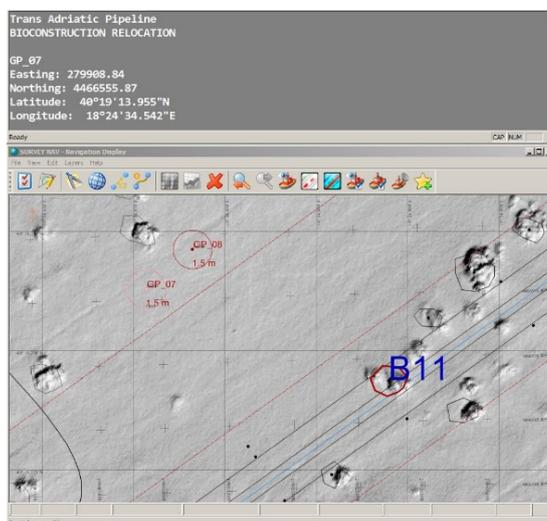 Trans Adriatic Pipeline
BIOCONSTRUCTION RELOCATION
GP_07
Easting: 279908.84
Northing: 4466555.87
Latitude:  40°19'13.955"N
Longitude:  18°24'34.542"E
Ready
CAP NUM
SURVEY NAV - Navigation Display
File View Edit Layers Help
GP_08
1.5 m
GP_07
1.5 m
B11